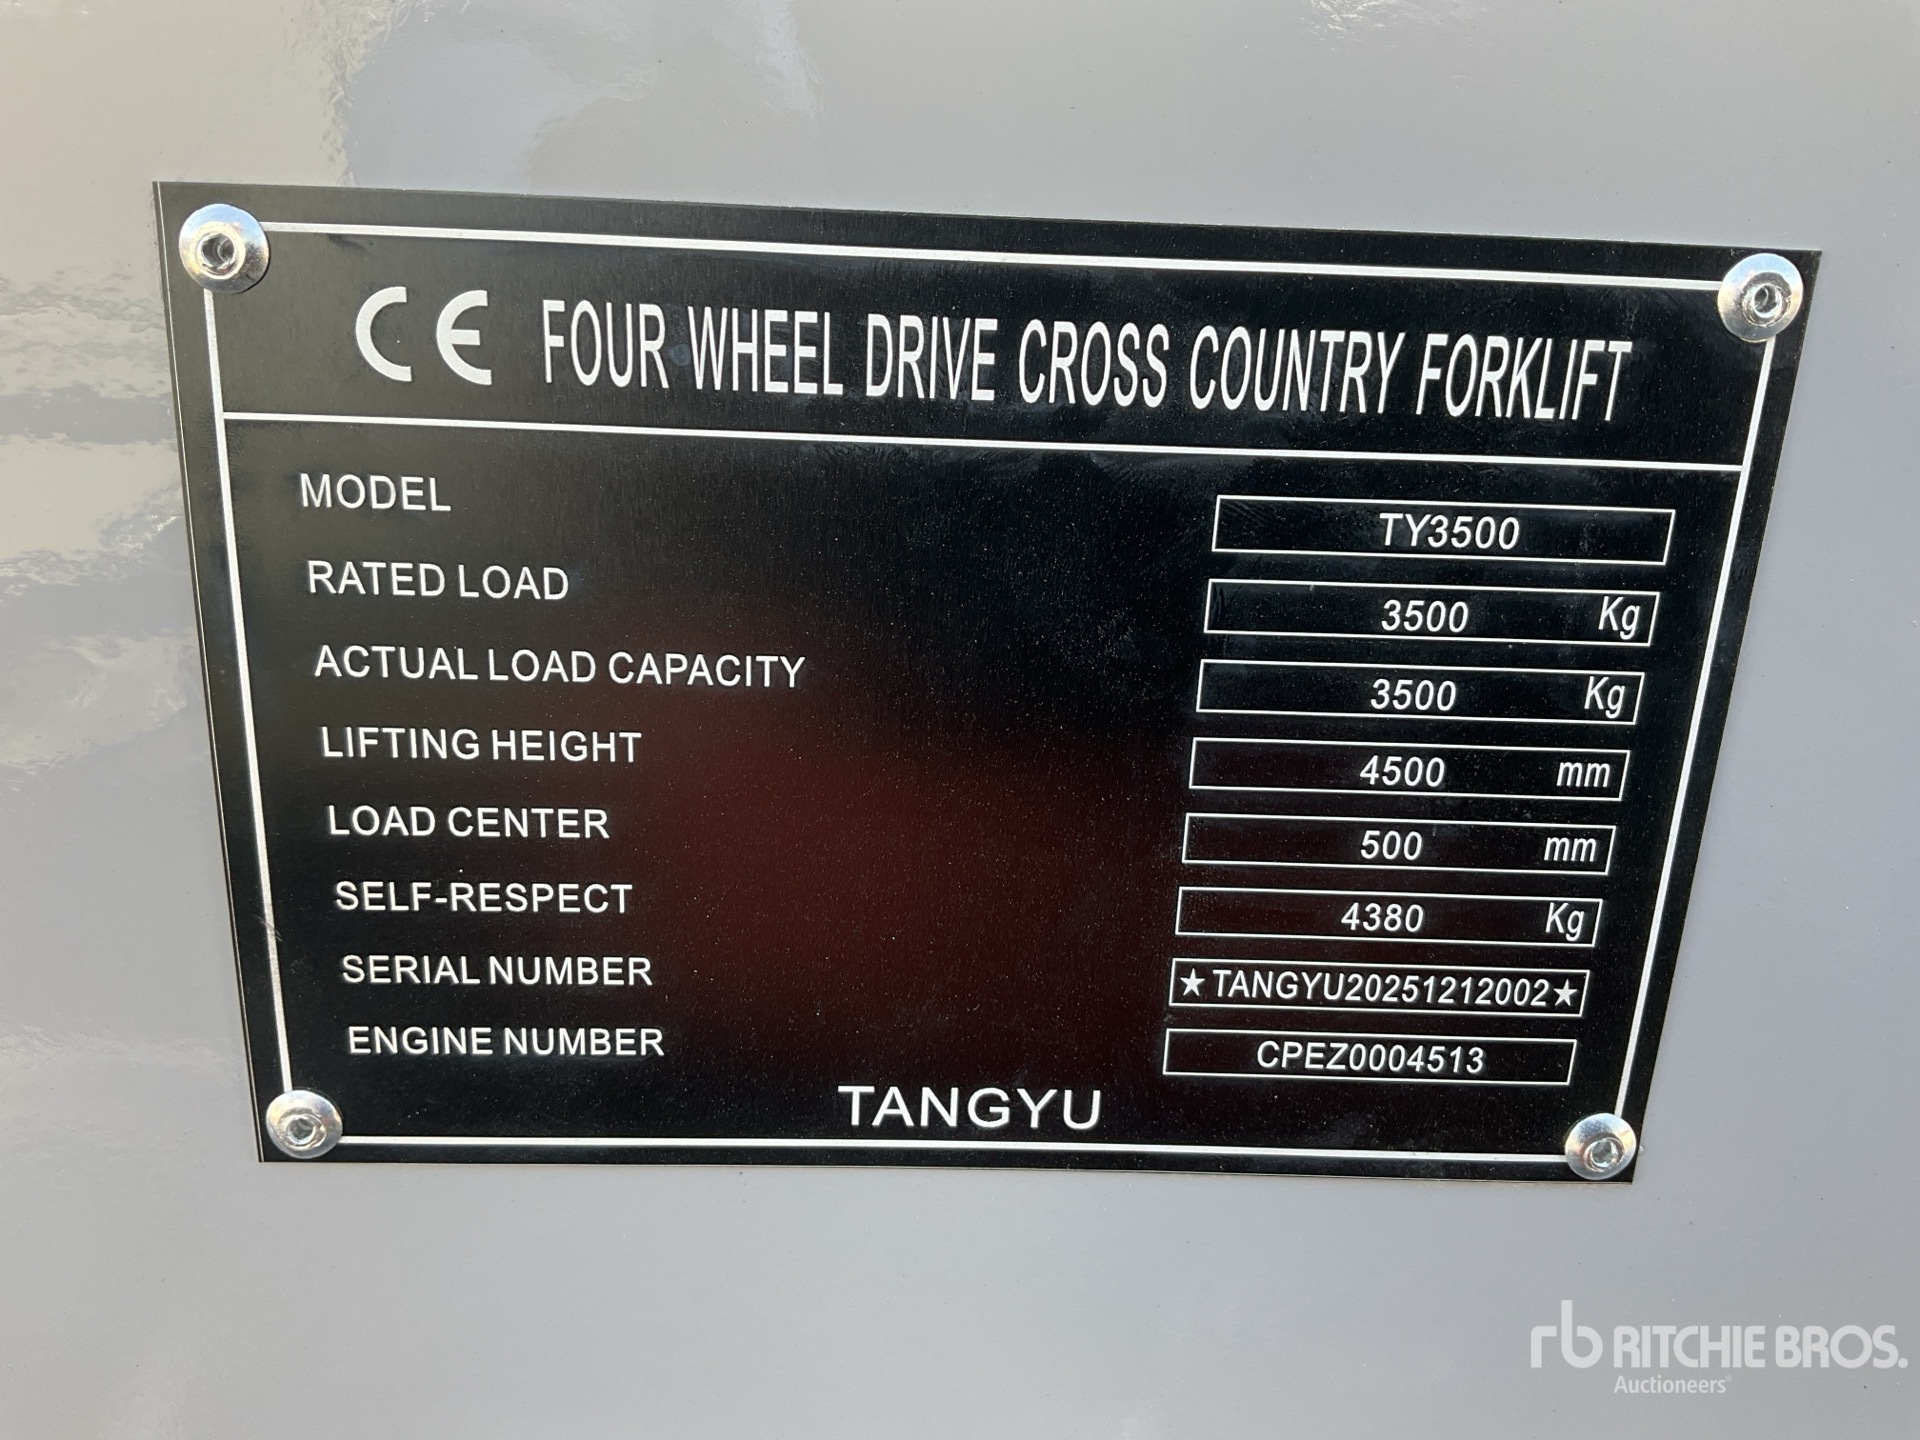 CE FOUR WHEEL DRIVE CROSS COUNTRY FORKLIFT
MODEL TY3500
RATED LOAD 3500 Kg
ACTUAL LOAD CAPACITY 3500 Kg
LIFTING HEIGHT 4500 mm
LOAD CENTER 500 mm
SELF-RESPECT 4380 Kg
SERIAL NUMBER ★TANGYU20251212002★
ENGINE NUMBER CPEZ0004513
TANGYU
rb RITCHIE BROS.
Auctioneers